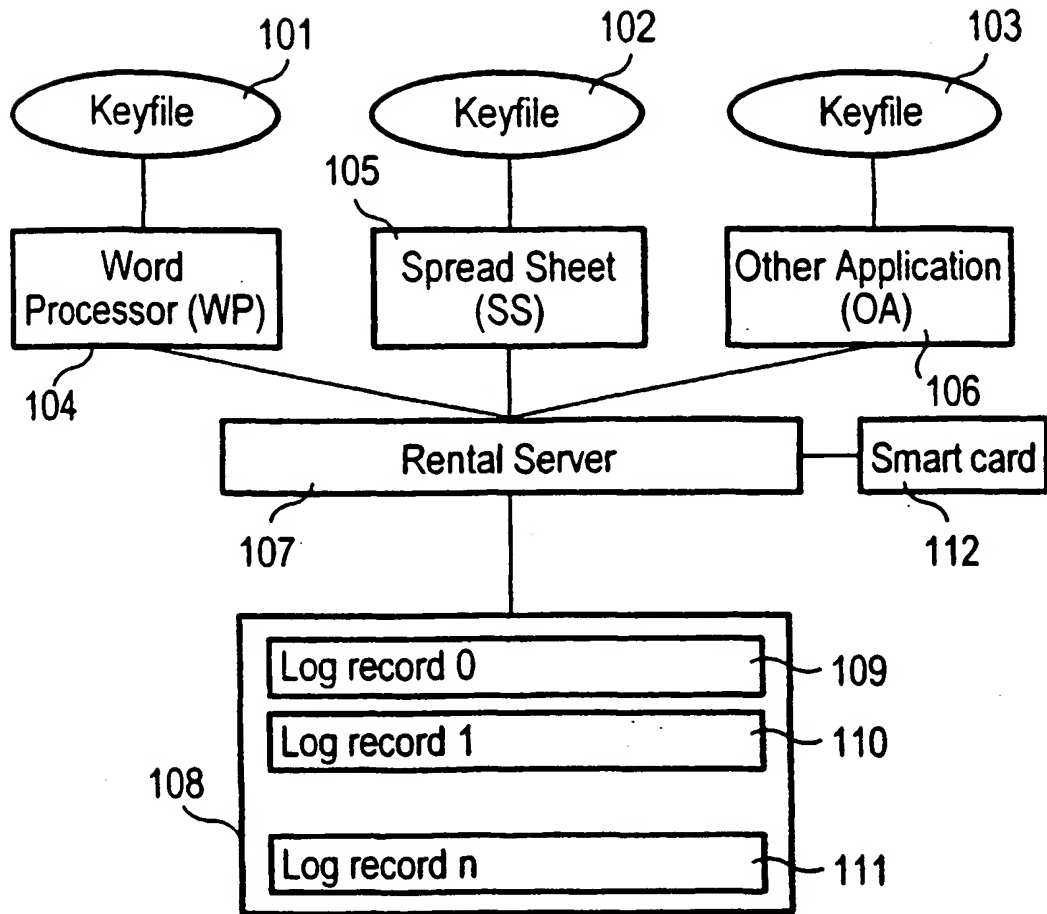 101
102
103
Keyfile
Keyfile
Keyfile
105
Word
Processor (WP)
Spread Sheet
(SS)
Other Application
(OA)
104
106
Rental Server
Smart card
107
112
Log record 0
109
Log record 1
110
108
Log record n
111